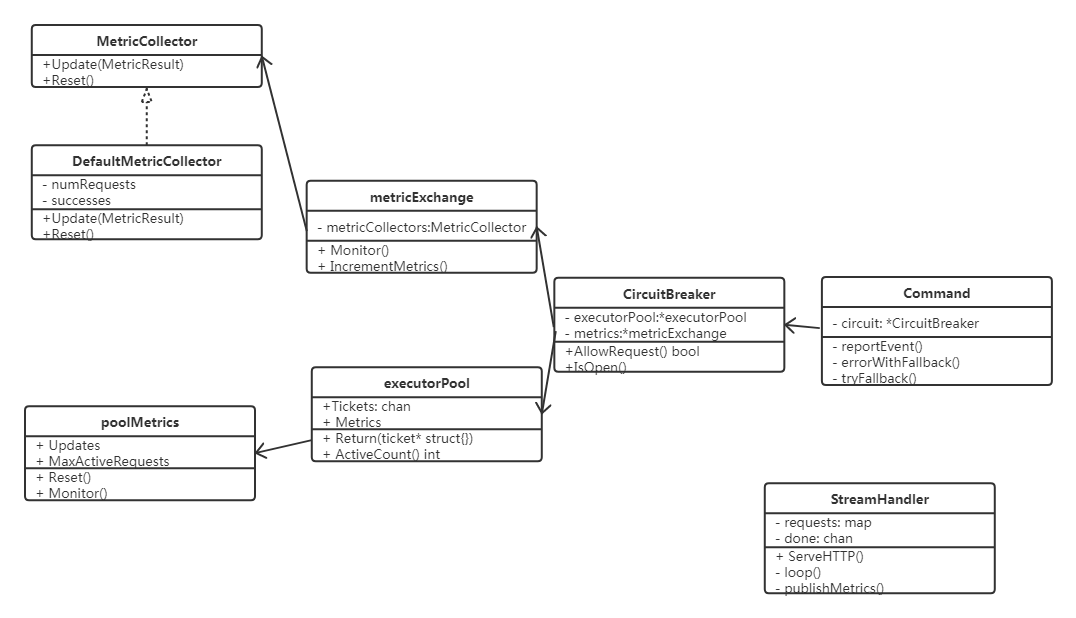 MetricCollector
+Update(MetricResult)
+Reset()
DefaultMetricCollector
- numRequests
- successes
+Update(MetricResult)
+Reset()
metricExchange
- metricCollectors:MetricCollector
+ Monitor()
+ IncrementMetrics()
CircuitBreaker
- executorPool:*executorPool
- metrics:*metricExchange
+AllowRequest() bool
+IsOpen()
Command
- circuit: *CircuitBreaker
- reportEvent()
- errorWithFallback()
- tryFallback()
executorPool
+Tickets: chan
+ Metrics
+ Return(ticket* struct{})
+ ActiveCount() int
poolMetrics
+ Updates
+ MaxActiveRequests
+ Reset()
+ Monitor()
StreamHandler
- requests: map
- done: chan
+ ServeHTTP()
- loop()
- publishMetrics()